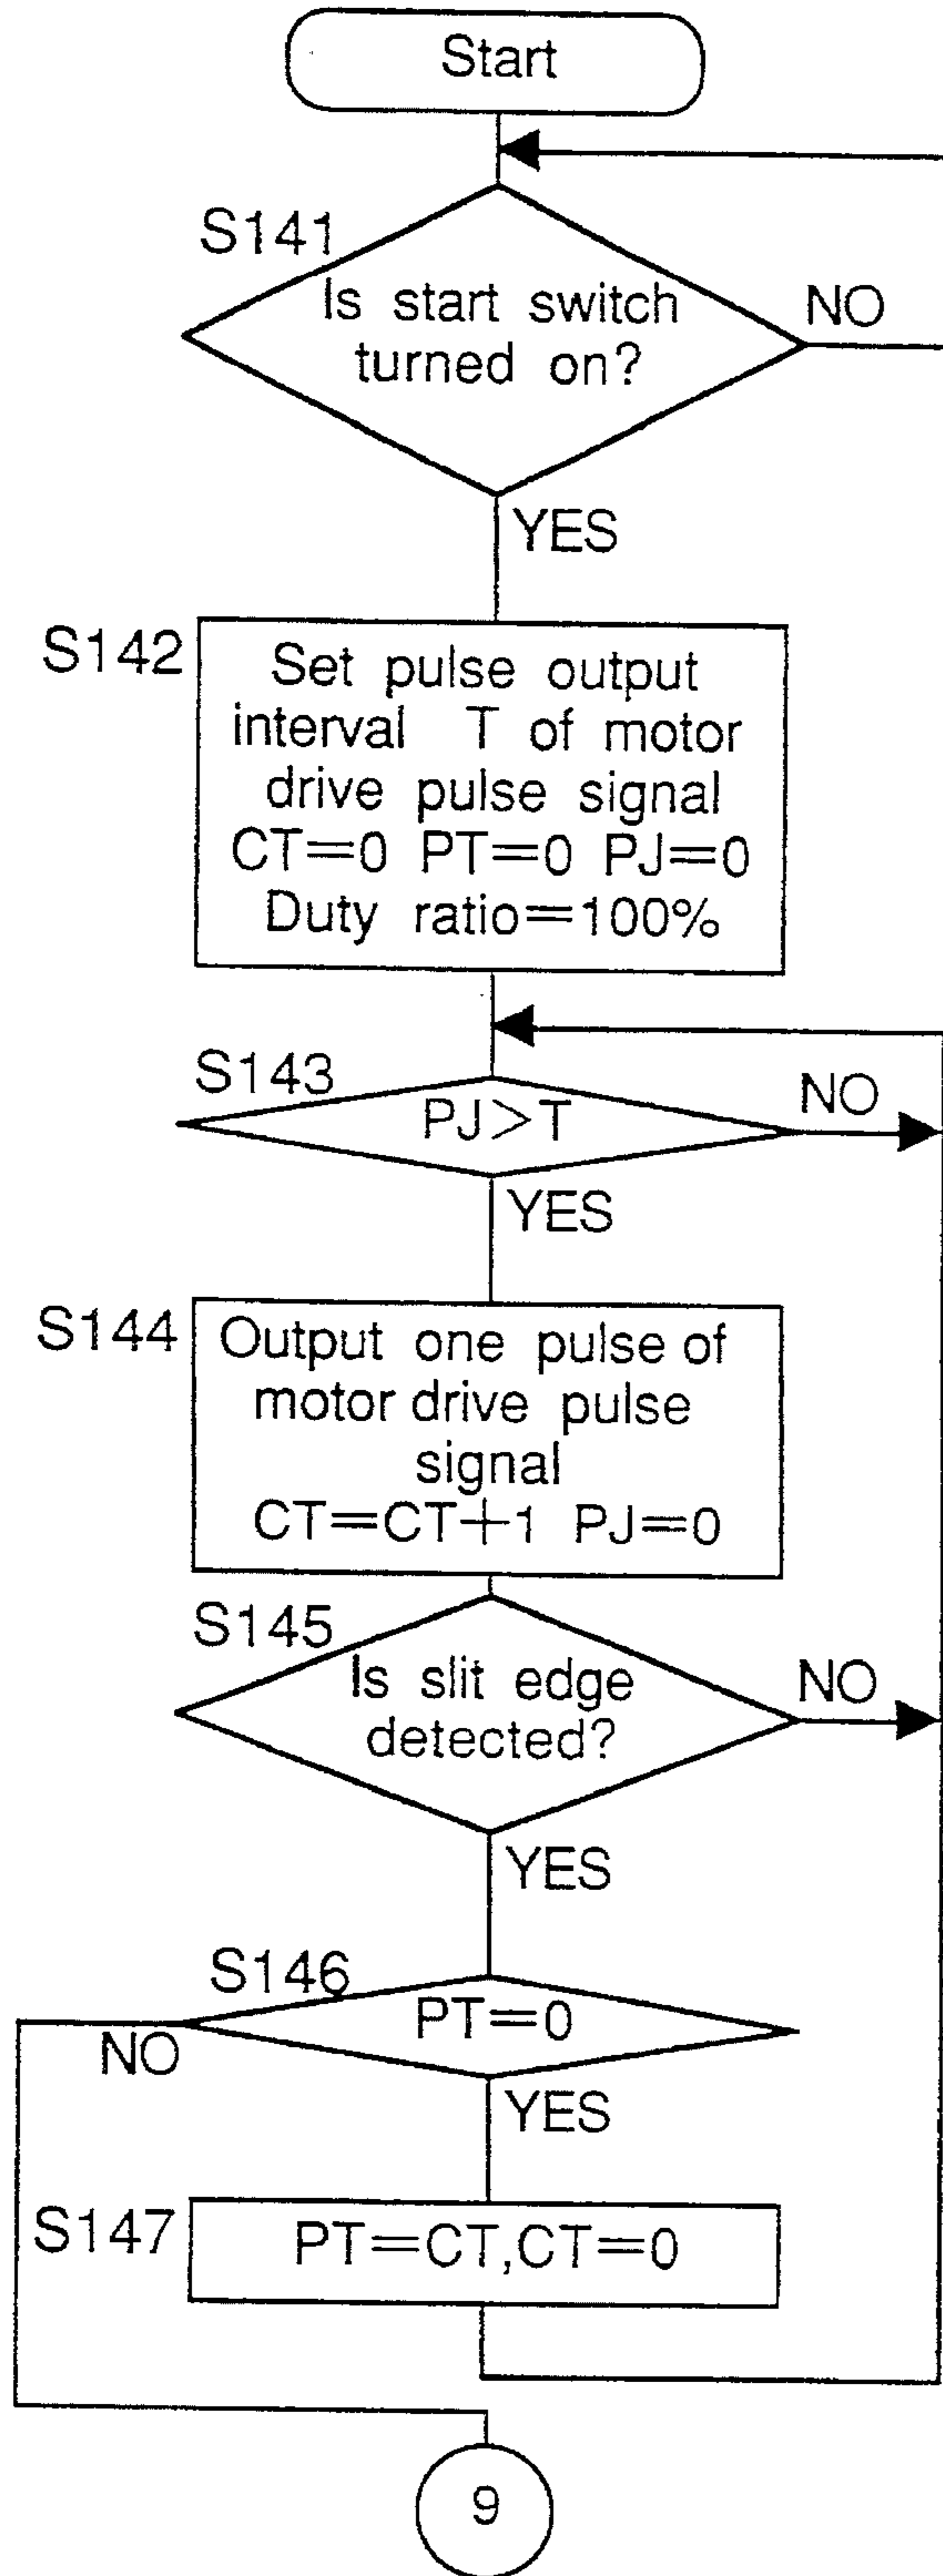 Start
S141
Is start switch
turned on?
NO
YES
S142
Set pulse output
interval T of motor
drive pulse signal
CT=0 PT=0 PJ=0
Duty ratio=100%
S143
PJ>T
NO
YES
S144
Output one pulse of
motor drive pulse
signal
CT=CT+1 PJ=0
S145
Is slit edge
detected?
NO
YES
S146
PT=0
NO
YES
S147
PT=CT,CT=0
9